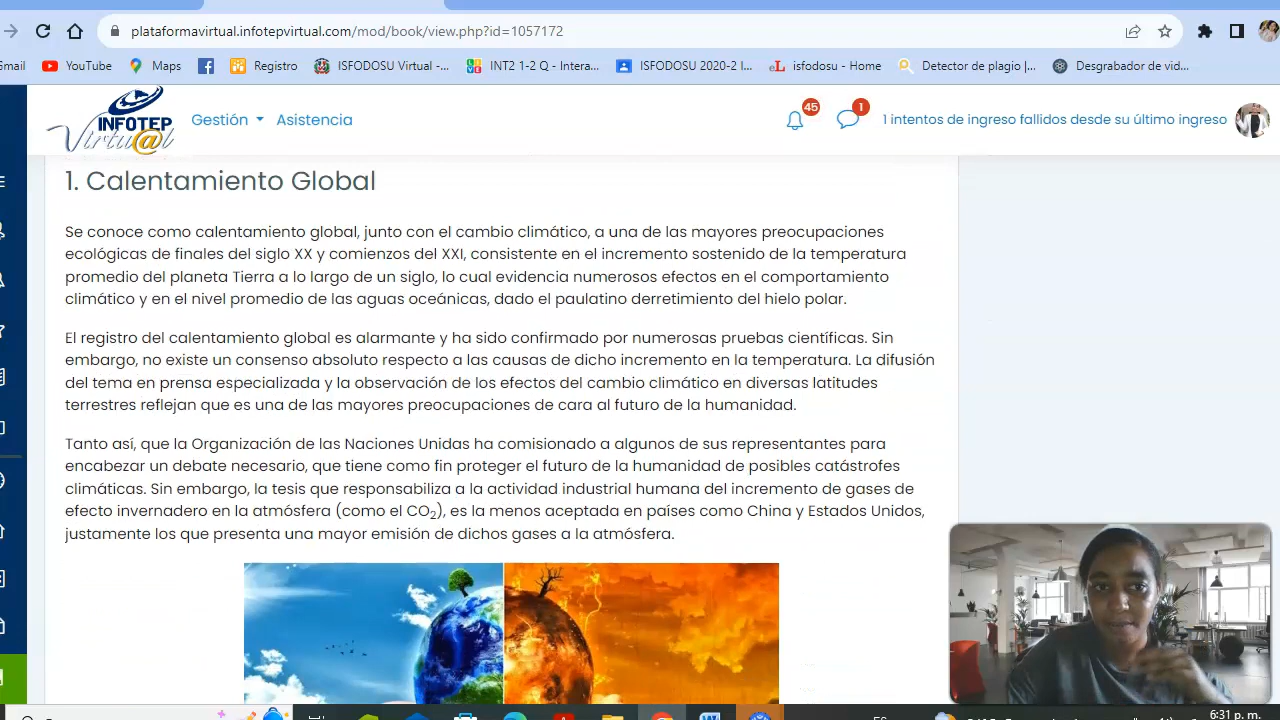 plataformavirtual.infotepvirtual.com/mod/book/view.php?id=1057172
Gmail YouTube Maps Registro ISFODOSU Virtual -... INT2 1-2 Q - Intera... ISFODOSU 2020-2 I... eL isfodosu - Home Detector de plagio |... Desgrabador de vid...
INFOTEP
Virtu@l
Gestión Asistencia 45 1 1 intentos de ingreso fallidos desde su último ingreso
1. Calentamiento Global
Se conoce como calentamiento global, junto con el cambio climático, a una de las mayores preocupaciones
ecológicas de finales del siglo XX y comienzos del XXI, consistente en el incremento sostenido de la temperatura
promedio del planeta Tierra a lo largo de un siglo, lo cual evidencia numerosos efectos en el comportamiento
climático y en el nivel promedio de las aguas oceánicas, dado el paulatino derretimiento del hielo polar.
El registro del calentamiento global es alarmante y ha sido confirmado por numerosas pruebas científicas. Sin
embargo, no existe un consenso absoluto respecto a las causas de dicho incremento en la temperatura. La difusión
del tema en prensa especializada y la observación de los efectos del cambio climático en diversas latitudes
terrestres reflejan que es una de las mayores preocupaciones de cara al futuro de la humanidad.
Tanto así, que la Organización de las Naciones Unidas ha comisionado a algunos de sus representantes para
encabezar un debate necesario, que tiene como fin proteger el futuro de la humanidad de posibles catástrofes
climáticas. Sin embargo, la tesis que responsabiliza a la actividad industrial humana del incremento de gases de
efecto invernadero en la atmósfera (como el CO₂), es la menos aceptada en países como China y Estados Unidos,
justamente los que presenta una mayor emisión de dichos gases a la atmósfera.
6:31 p. m.